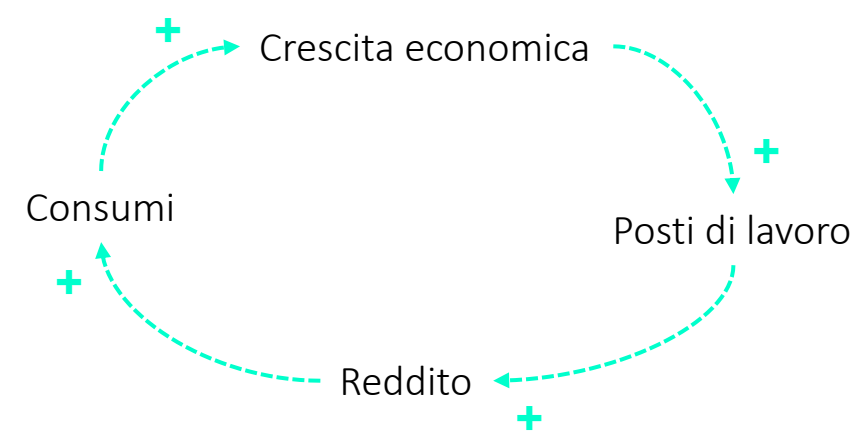 +
Crescita economica
+
Consumi
Posti di lavoro
+
Reddito
+